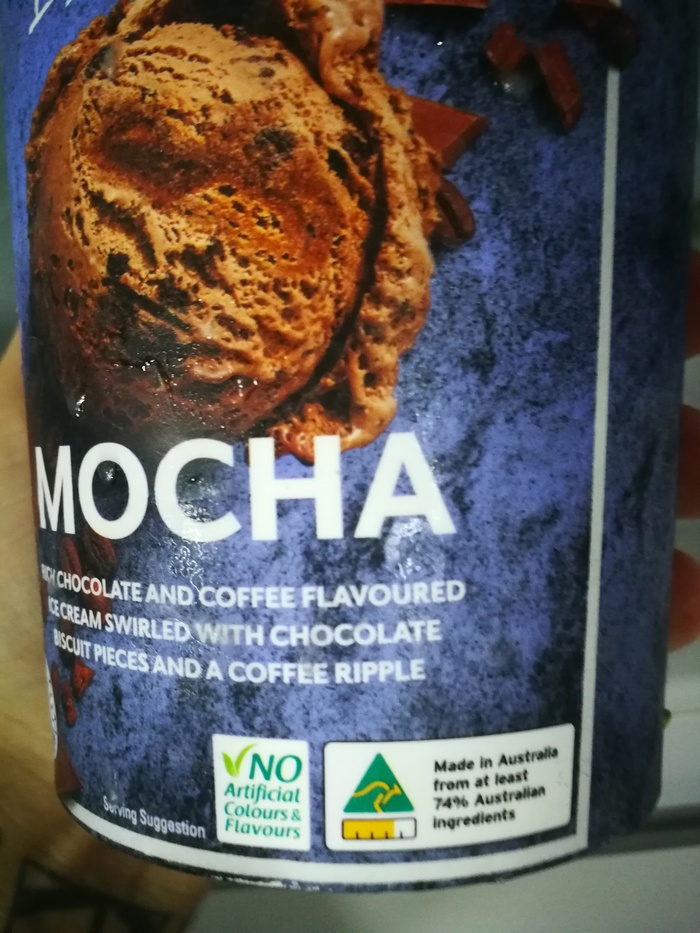 MOCHA
RICH CHOCOLATE AND COFFEE FLAVOURED
ICE CREAM SWIRLED WITH CHOCOLATE
BISCUIT PIECES AND A COFFEE RIPPLE
NO
Artificial
Colours &
Flavours
Made in Australia
from at least
74% Australian
ingredients
Serving Suggestion